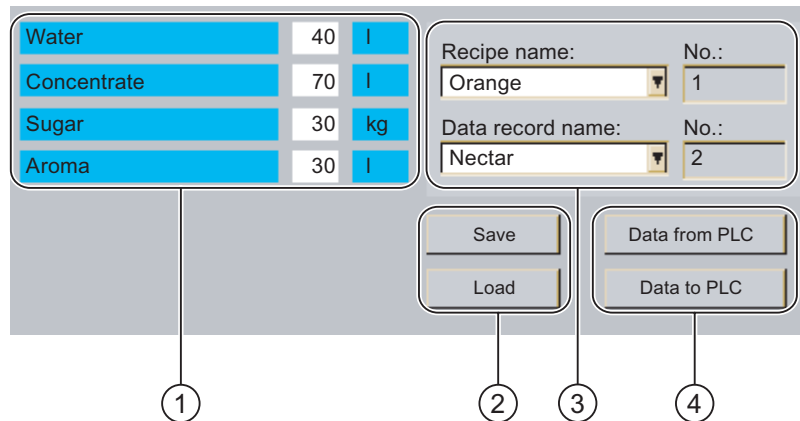 Water 40 l
Concentrate 70 l
Sugar 30 kg
Aroma 30 l
Recipe name: No.:
Orange 1
Data record name: No.:
Nectar 2
Save Data from PLC
Load Data to PLC
1 2 3 4